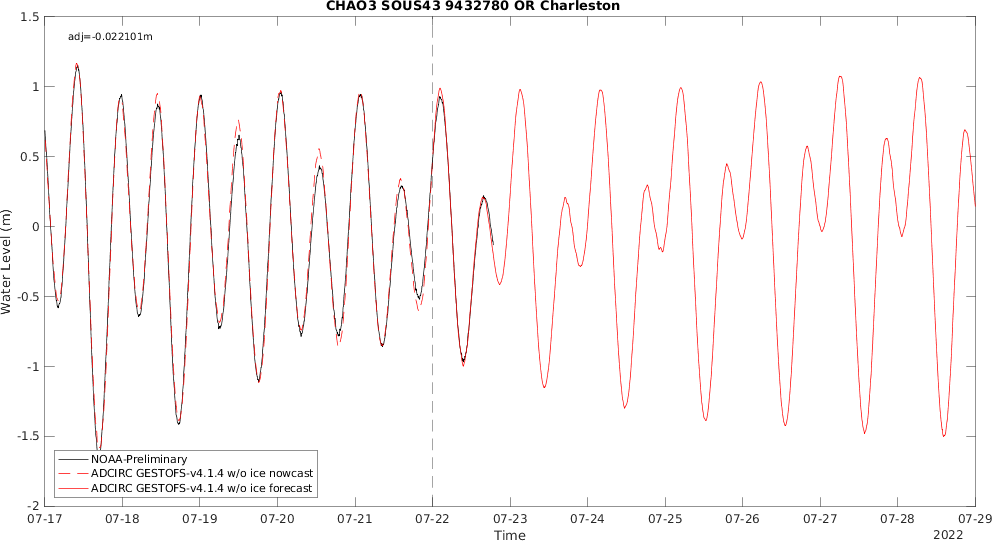 CHAO3 SOUS43 9432780 OR Charleston
adj=-0.022101m
1.5
1
0.5
0
-0.5
-1
-1.5
-2
Water Level (m)
NOAA-Preliminary
ADCIRC GESTOFS-v4.1.4 w/o ice nowcast
ADCIRC GESTOFS-v4.1.4 w/o ice forecast
07-17 07-18 07-19 07-20 07-21 07-22 07-23 07-24 07-25 07-26 07-27 07-28 07-29
Time
2022